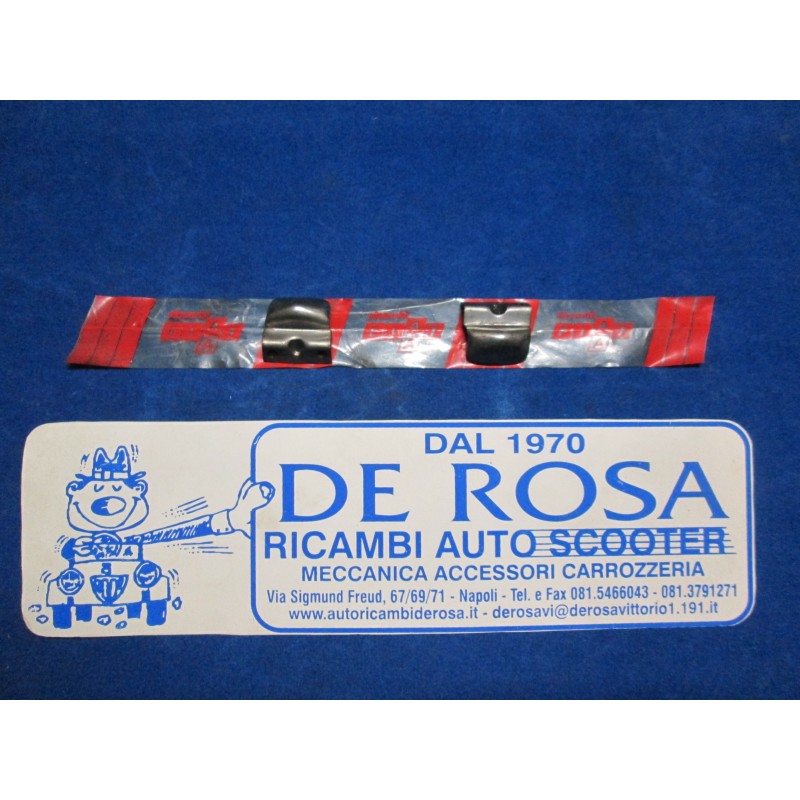 DAL 1970
DE ROSA
RICAMBI AUTO SCOOTER
MECCANICA ACCESSORI CARROZZERIA
Via Sigmund Freud, 67/69/71 - Napoli - Tel. e Fax 081.5466043 - 081.3791271
www.autoricambiderosa.it - derosavi@derosavittorio1.191.it